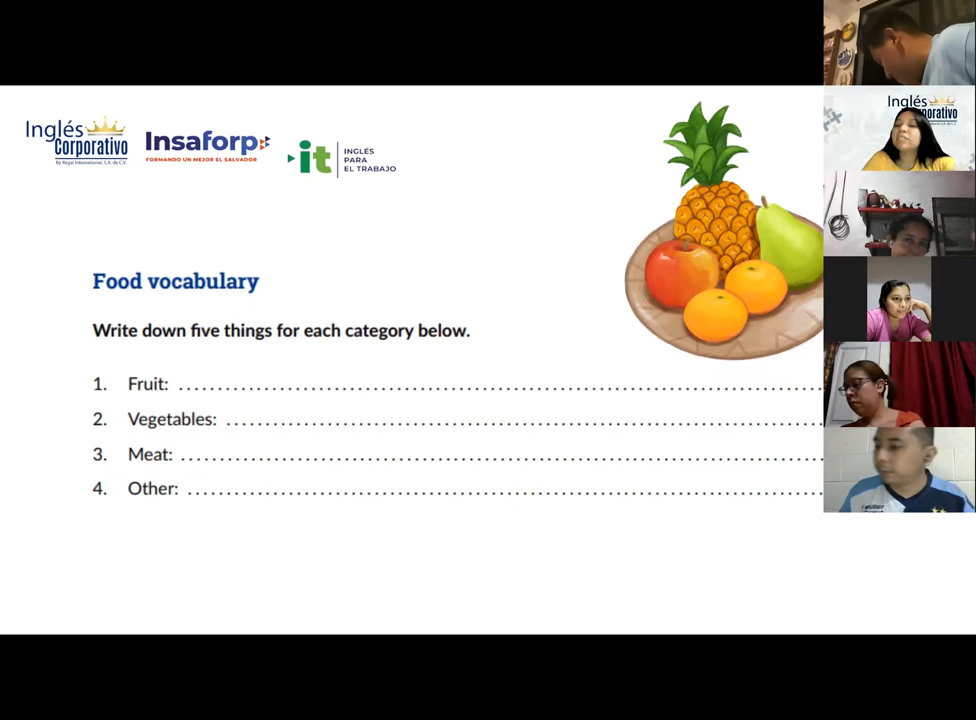 Inglés
Corporativo
By Regal International, S.A. de C.V.
Insaforp
FORMANDO UN MEJOR EL SALVADOR
it
INGLÉS
PARA
EL TRABAJO
Inglés
Food vocabulary
Write down five things for each category below.
1. Fruit: ........................................................................
2. Vegetables: ........................................................................
3. Meat: ........................................................................
4. Other: ........................................................................